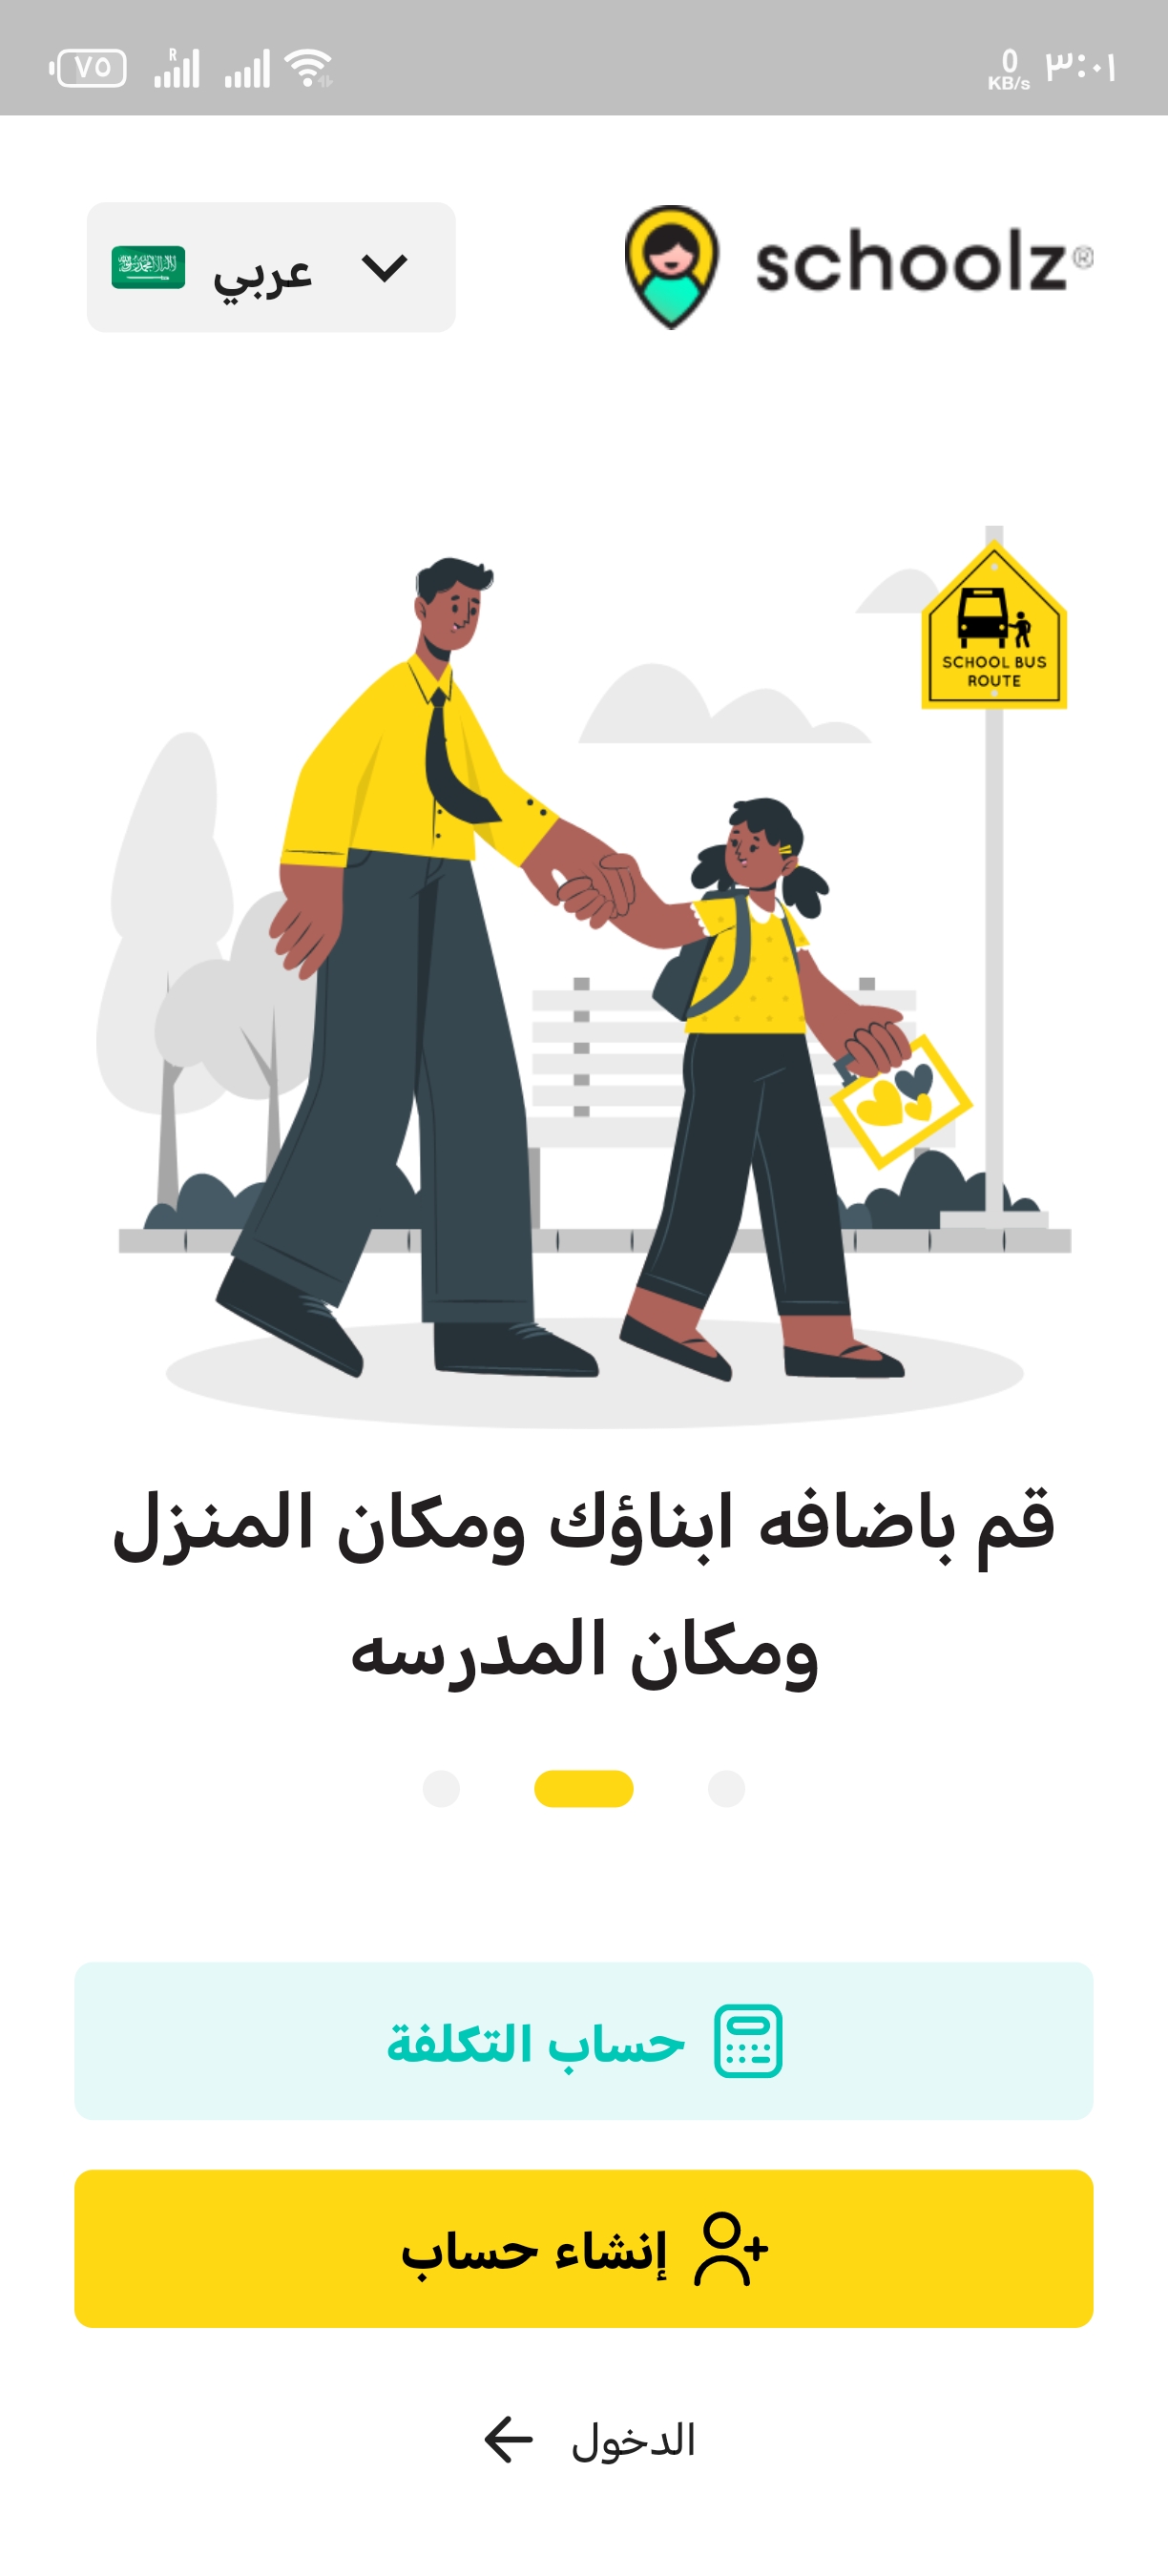 ٣:٠١
0
KB/s
R
٧٥
schoolz®
عربي
SCHOOL BUS
ROUTE
قم باضافه ابناؤك ومكان المنزل
ومكان المدرسه
حساب التكلفة
إنشاء حساب
الدخول